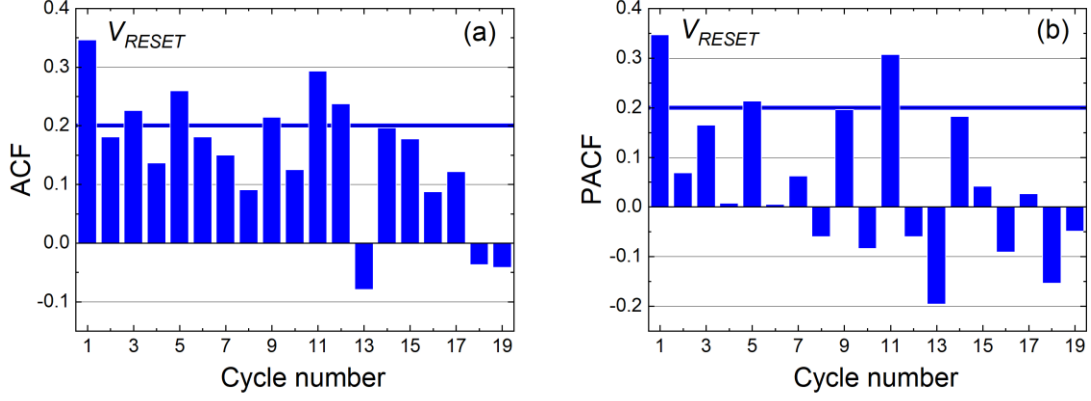 V_RESET
(a)
ACF
0.4
0.3
0.2
0.1
0.0
-0.1
1 3 5 7 9 11 13 15 17 19
Cycle number
V_RESET
(b)
PACF
0.4
0.3
0.2
0.1
0.0
-0.1
-0.2
1 3 5 7 9 11 13 15 17 19
Cycle number